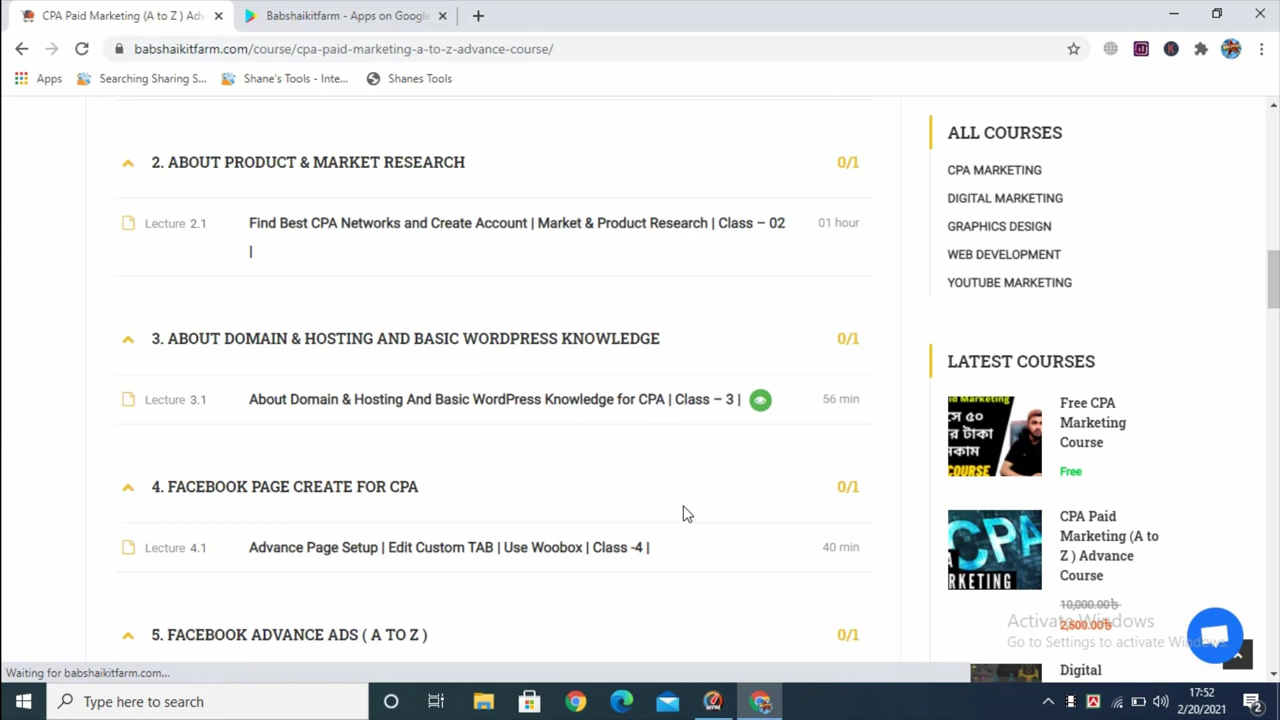 CPA Paid Marketing (A to Z ) Adv
Babshaikitfarm - Apps on Google
babshaikitfarm.com/course/cpa-paid-marketing-a-to-z-advance-course/
Apps
Searching Sharing S...
Shane's Tools - Inte...
Shanes Tools
2. ABOUT PRODUCT & MARKET RESEARCH
0/1
Lecture 2.1
Find Best CPA Networks and Create Account | Market & Product Research | Class – 02
|
01 hour
3. ABOUT DOMAIN & HOSTING AND BASIC WORDPRESS KNOWLEDGE
0/1
Lecture 3.1
About Domain & Hosting And Basic WordPress Knowledge for CPA | Class – 3 |
56 min
4. FACEBOOK PAGE CREATE FOR CPA
0/1
Lecture 4.1
Advance Page Setup | Edit Custom TAB | Use Woobox | Class -4 |
40 min
5. FACEBOOK ADVANCE ADS ( A TO Z )
0/1
ALL COURSES
CPA MARKETING
DIGITAL MARKETING
GRAPHICS DESIGN
WEB DEVELOPMENT
YOUTUBE MARKETING
LATEST COURSES
Marketing
সে ৫০
র টাকা
নকাম
COURSE
Free CPA
Marketing
Course
Free
CPA
ARKETING
CPA Paid
Marketing (A to
Z ) Advance
Course
10,000.00৳
2,500.00৳
Digital
Activate Windows
Go to Settings to activate Windows.
Waiting for babshaikitfarm.com...
Type here to search
17:52
2/20/2021
2